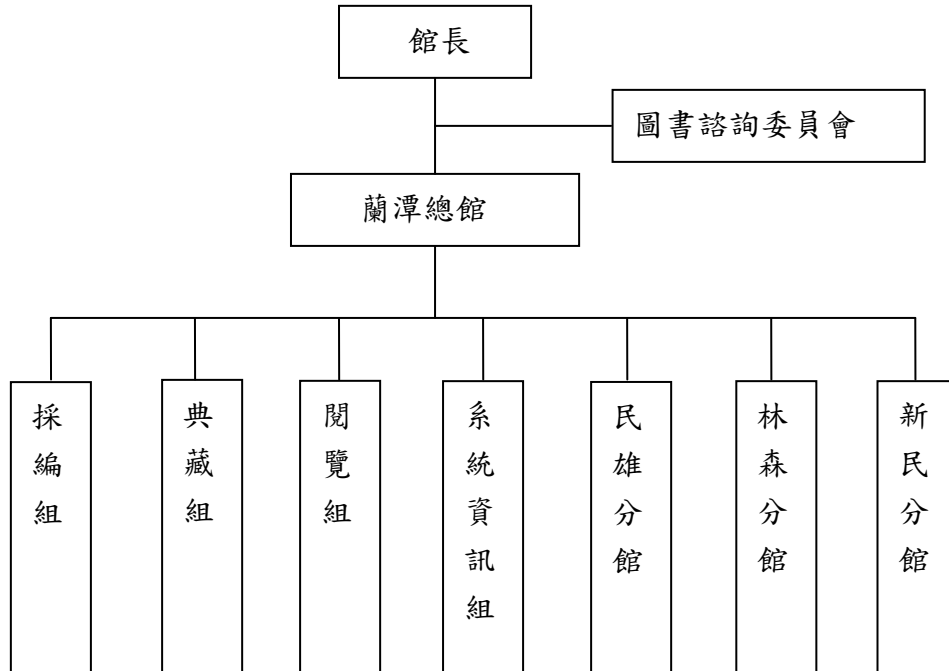 館長
圖書諮詢委員會
蘭潭總館
採編組
典藏組
閱覽組
系統資訊組
民雄分館
林森分館
新民分館